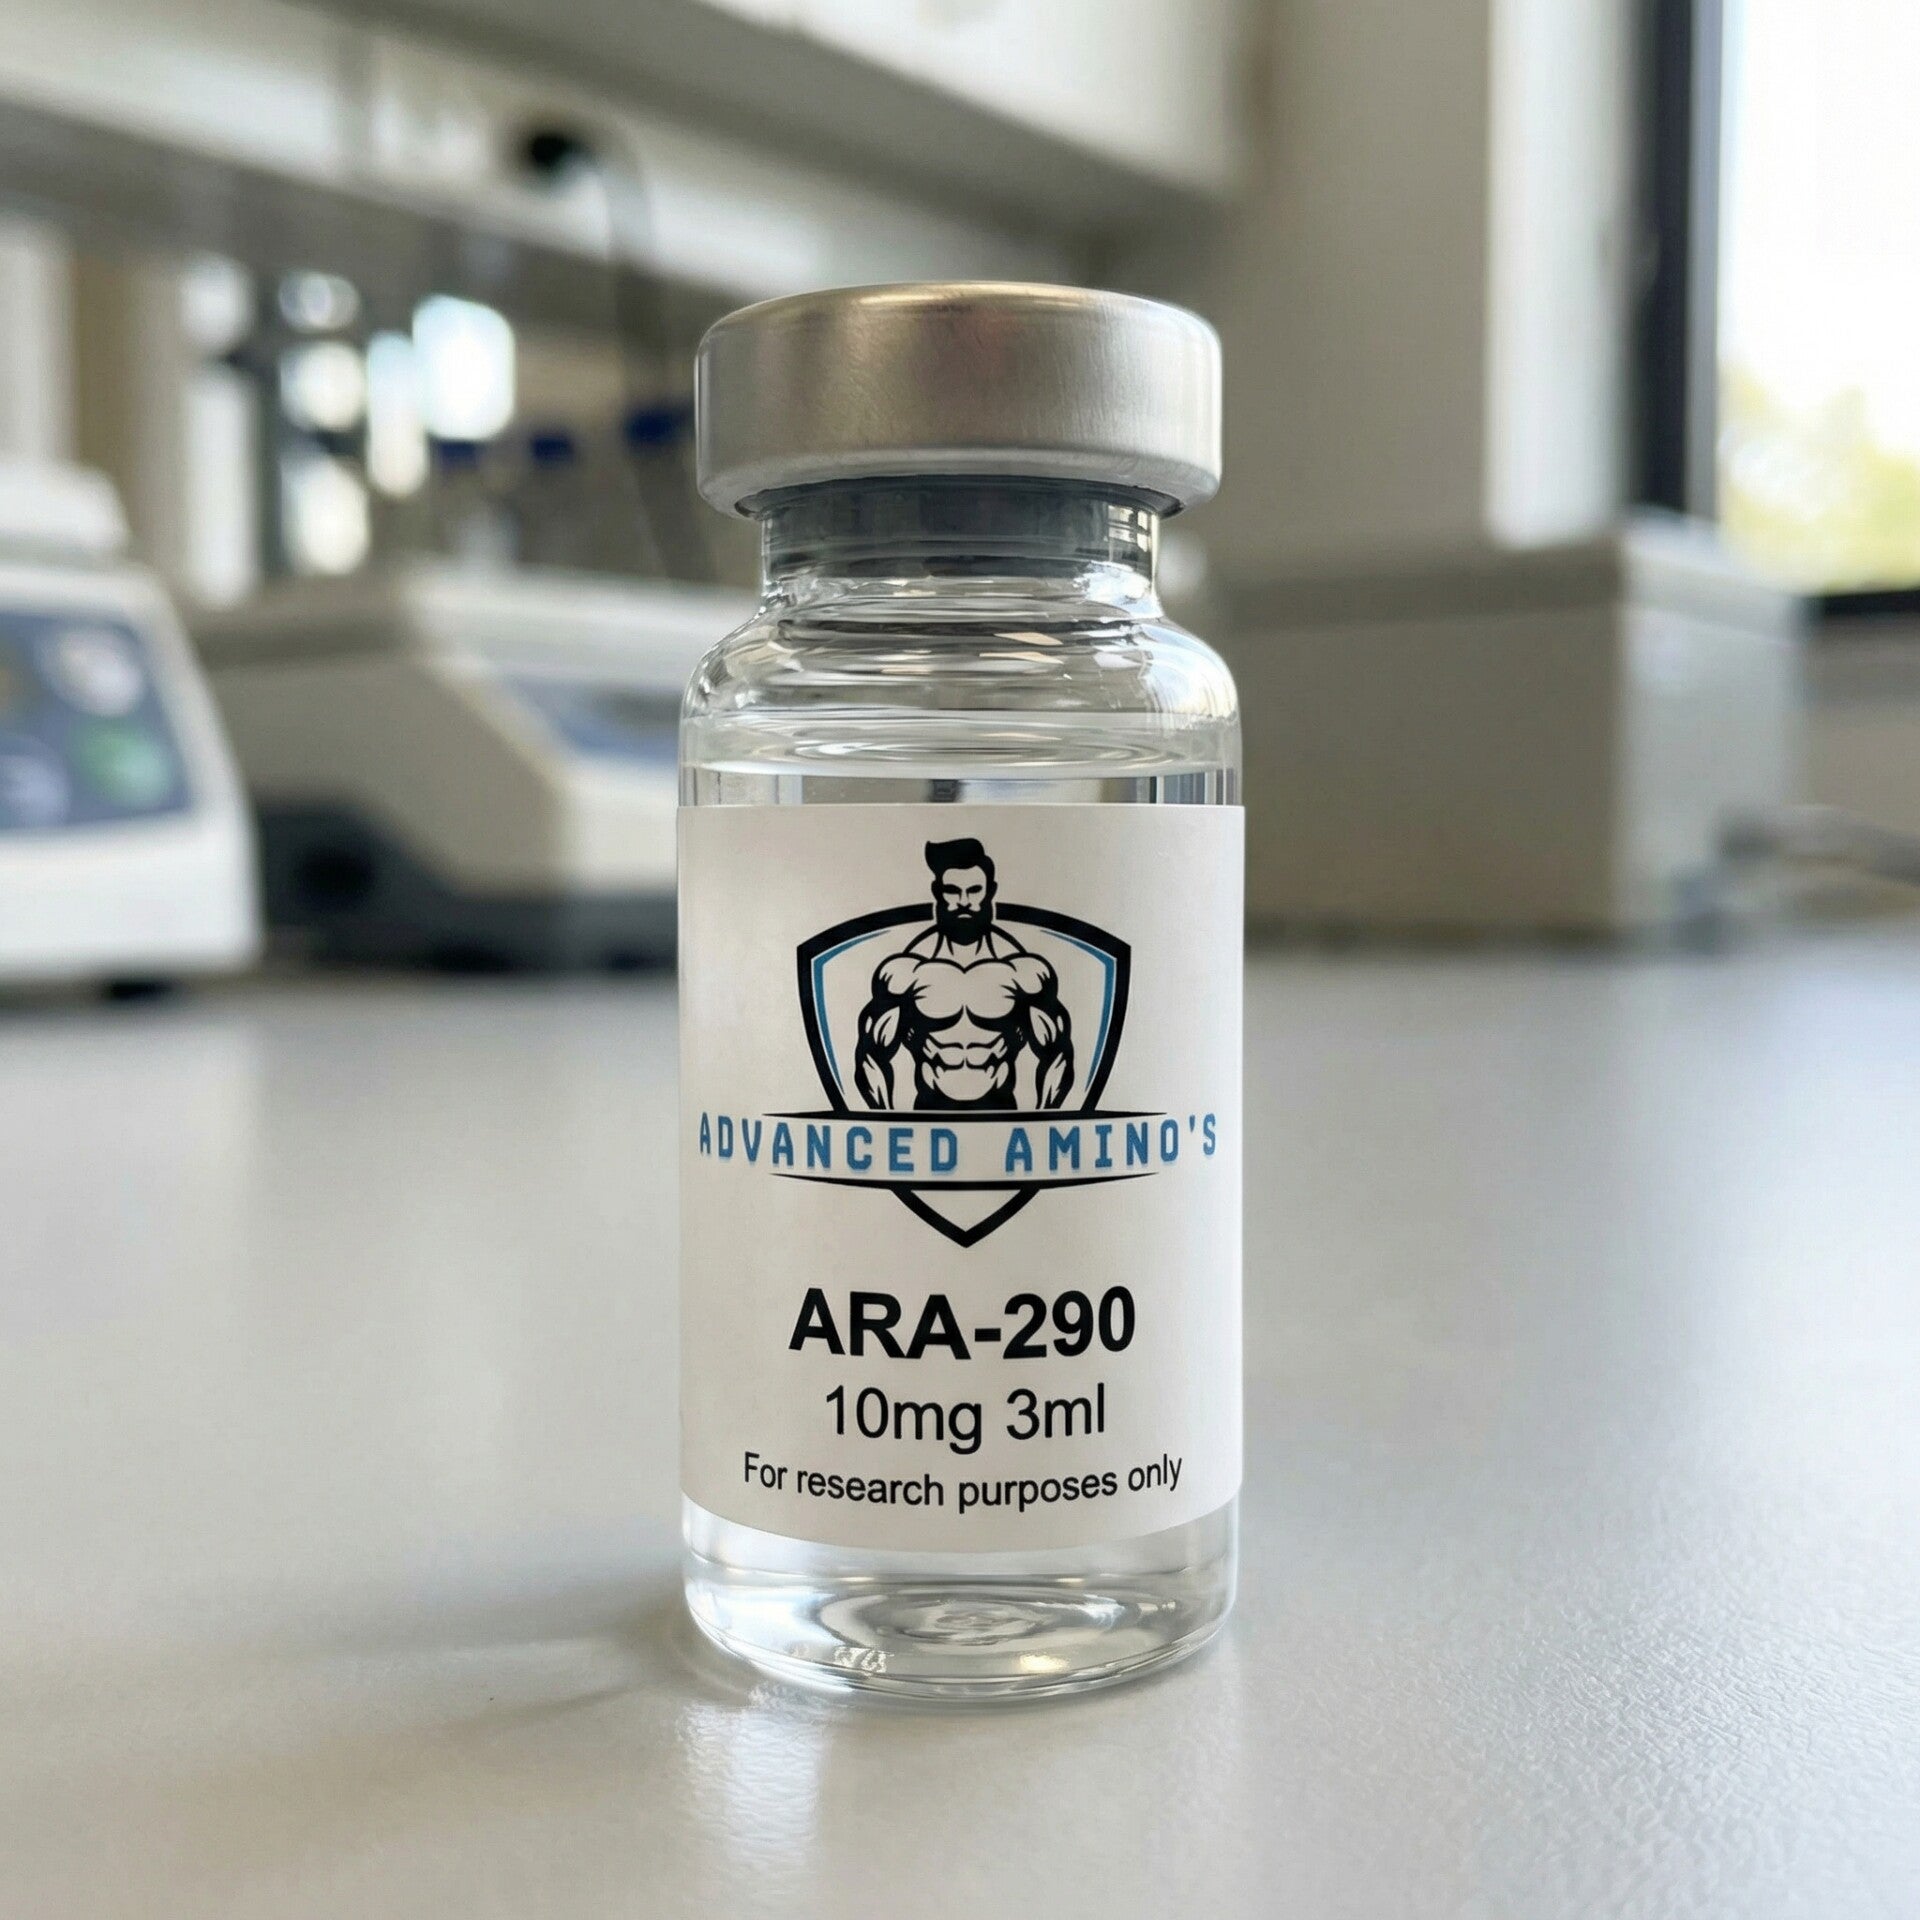 ADVANCED AMINO'S
ARA-290
10mg 3ml
For research purposes only